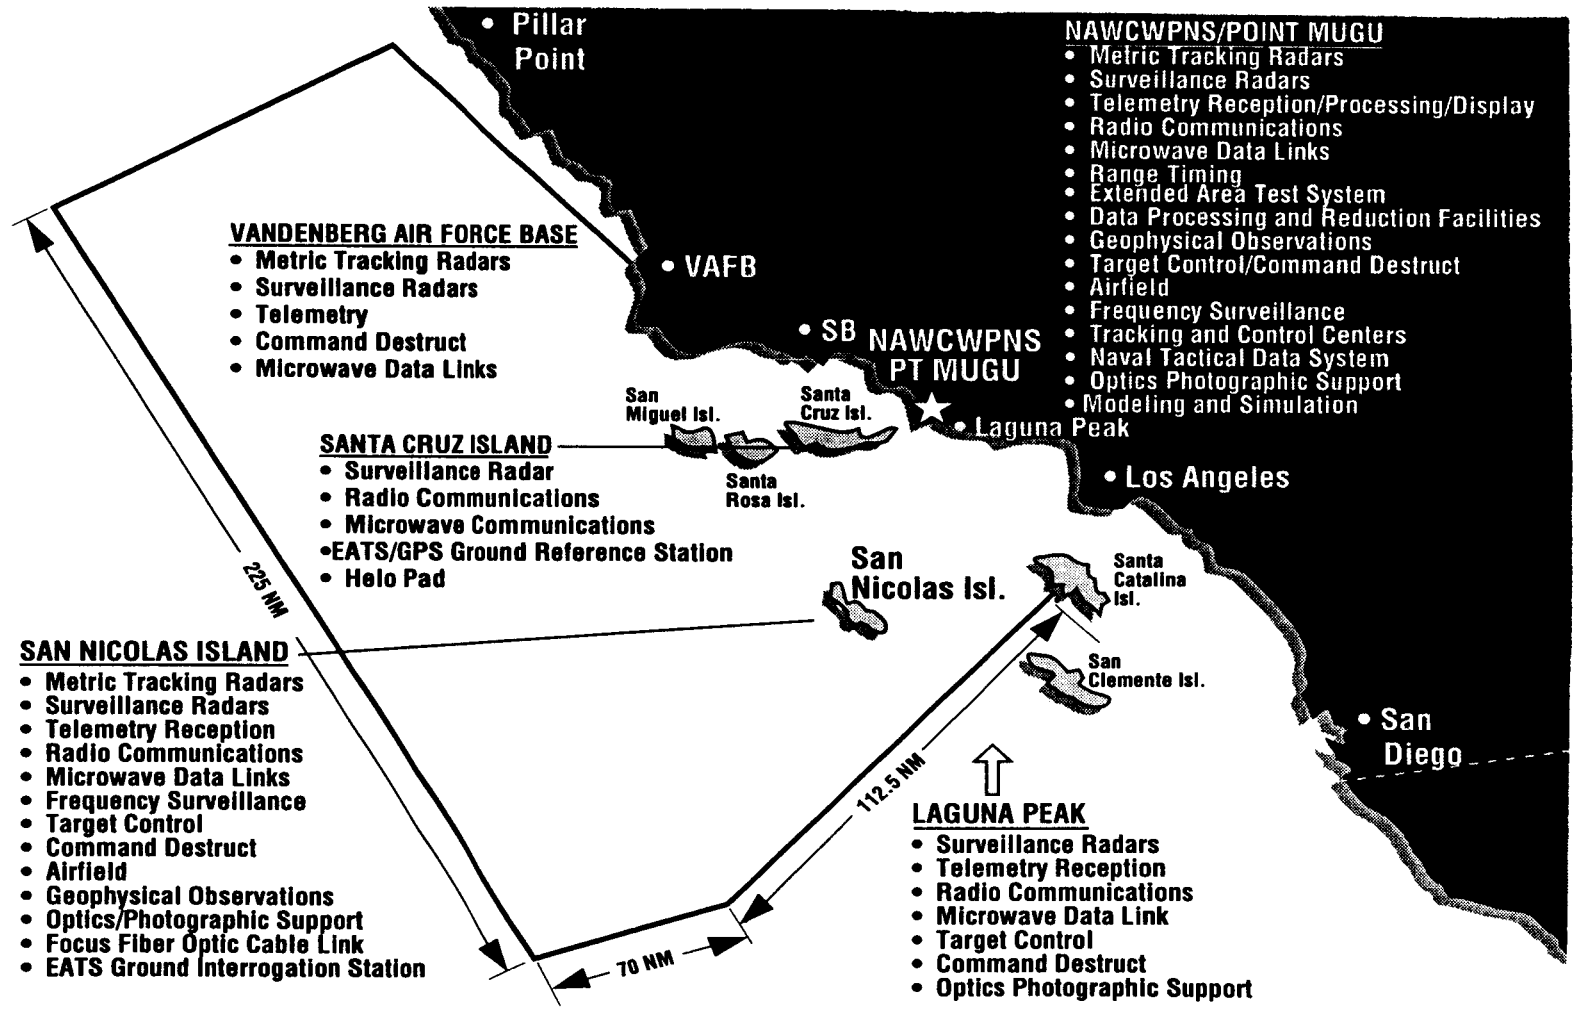 Pillar
Point
NAWCWPNS/POINT MUGU
• Metric Tracking Radars
• Surveillance Radars
• Telemetry Reception/Processing/Display
• Radio Communications
• Microwave Data Links
• Range Timing
• Extended Area Test System
• Data Processing and Reduction Facilities
• Geophysical Observations
• Target Control/Command Destruct
• Airfield
• Frequency Surveillance
• Tracking and Control Centers
• Naval Tactical Data System
• Optics Photographic Support
• Modeling and Simulation
VANDENBERG AIR FORCE BASE
• Metric Tracking Radars
• Surveillance Radars
• Telemetry
• Command Destruct
• Microwave Data Links
VAFB
SB
NAWCWPNS
PT MUGU
Laguna Peak
Los Angeles
San
Miguel Isl.
Santa
Cruz Isl.
Santa
Rosa Isl.
SANTA CRUZ ISLAND
• Surveillance Radar
• Radio Communications
• Microwave Communications
•EATS/GPS Ground Reference Station
• Helo Pad
San
Nicolas Isl.
Santa
Catalina
Isl.
San
Clemente Isl.
San
Diego
225 NM
SAN NICOLAS ISLAND
• Metric Tracking Radars
• Surveillance Radars
• Telemetry Reception
• Radio Communications
• Microwave Data Links
• Frequency Surveillance
• Target Control
• Command Destruct
• Airfield
• Geophysical Observations
• Optics/Photographic Support
• Focus Fiber Optic Cable Link
• EATS Ground Interrogation Station
112.5 NM
70 NM
LAGUNA PEAK
• Surveillance Radars
• Telemetry Reception
• Radio Communications
• Microwave Data Link
• Target Control
• Command Destruct
• Optics Photographic Support